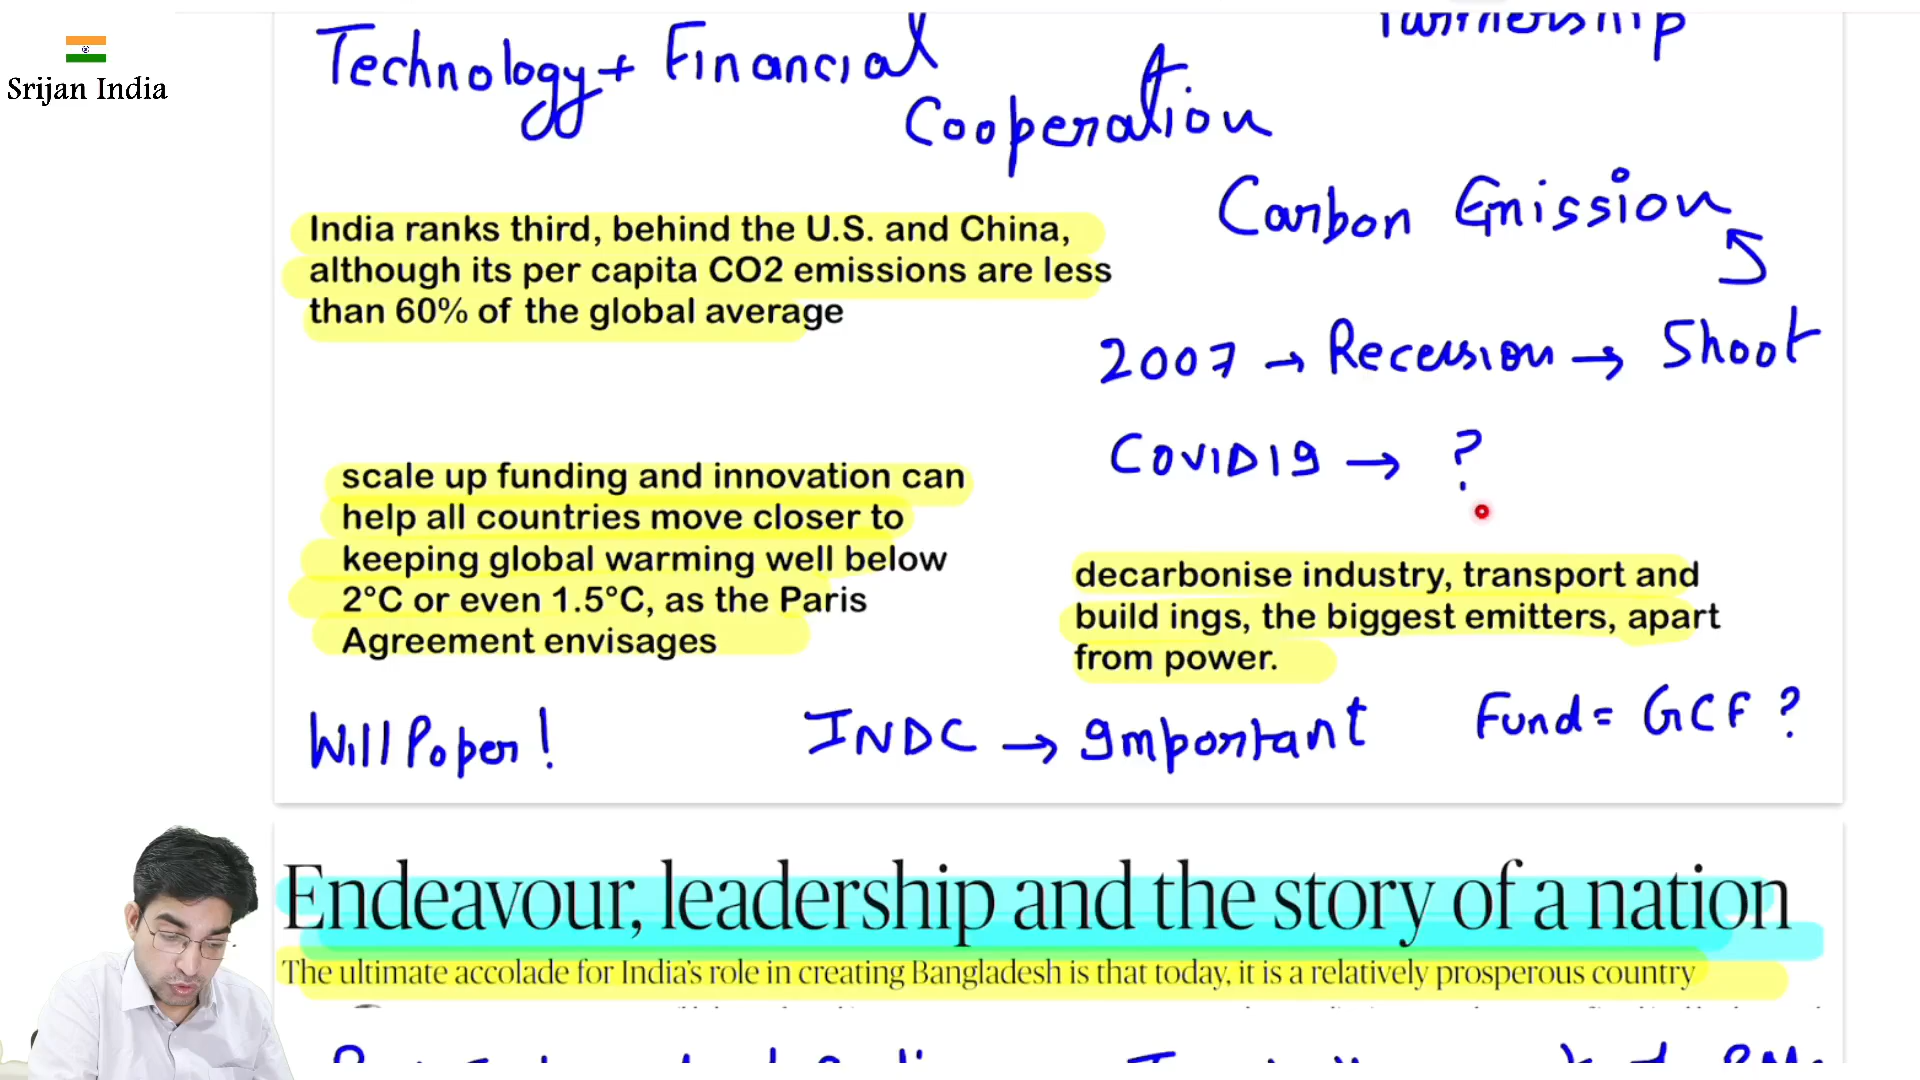 Partnership
Technology + Financial
Cooperation
Srijan India
Carbon Emission
India ranks third, behind the U.S. and China,
although its per capita CO2 emissions are less
than 60% of the global average
2007 → Recession → Shoot
COVID19 → ?
scale up funding and innovation can
help all countries move closer to
keeping global warming well below
2°C or even 1.5°C, as the Paris
Agreement envisages
decarbonise industry, transport and
build ings, the biggest emitters, apart
from power.
Will Poper!
INDC → Important
Fund = GCF ?
Endeavour, leadership and the story of a nation
The ultimate accolade for India's role in creating Bangladesh is that today, it is a relatively prosperous country